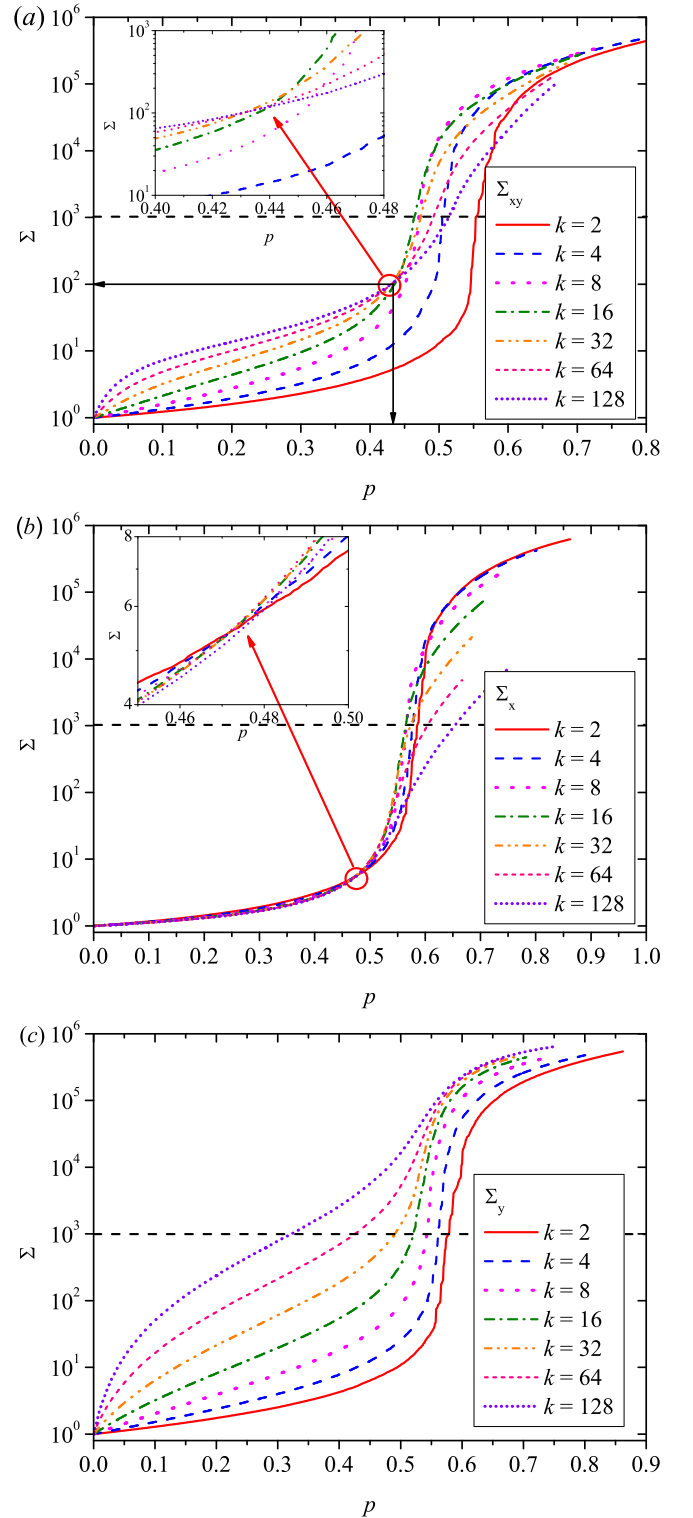 (a)
10^6
10^5
10^4
10^3
10^2
10^1
10^0
Σ
0.0 0.1 0.2 0.3 0.4 0.5 0.6 0.7 0.8
p
10^3
10^2
10^1
Σ
0.40 0.42 0.44 0.46 0.48
p
Σ_xy
k = 2
k = 4
k = 8
k = 16
k = 32
k = 64
k = 128
(b)
10^6
10^5
10^4
10^3
10^2
10^1
10^0
Σ
0.0 0.1 0.2 0.3 0.4 0.5 0.6 0.7 0.8 0.9 1.0
p
8
6
4
Σ
0.46 0.48 0.50
p
Σ_x
k = 2
k = 4
k = 8
k = 16
k = 32
k = 64
k = 128
(c)
10^6
10^5
10^4
10^3
10^2
10^1
10^0
Σ
0.0 0.1 0.2 0.3 0.4 0.5 0.6 0.7 0.8 0.9
p
Σ_y
k = 2
k = 4
k = 8
k = 16
k = 32
k = 64
k = 128